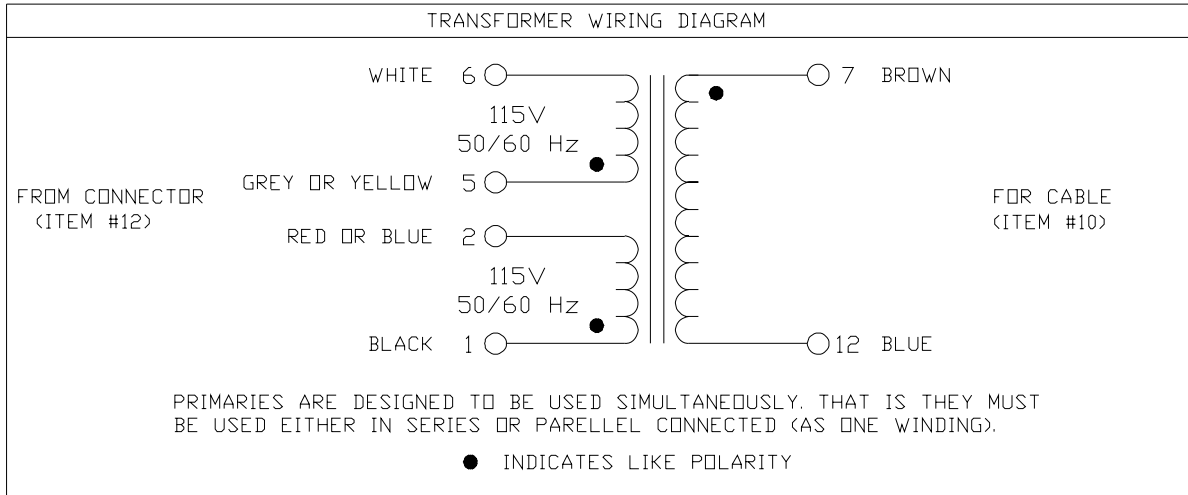 TRANSFORMER WIRING DIAGRAM
WHITE 6
7 BROWN
115V
50/60 Hz
GREY OR YELLOW 5
FROM CONNECTOR
(ITEM #12)
FOR CABLE
(ITEM #10)
RED OR BLUE 2
115V
50/60 Hz
BLACK 1
12 BLUE
PRIMARIES ARE DESIGNED TO BE USED SIMULTANEOUSLY. THAT IS THEY MUST
BE USED EITHER IN SERIES OR PARELLEL CONNECTED (AS ONE WINDING).
INDICATES LIKE POLARITY